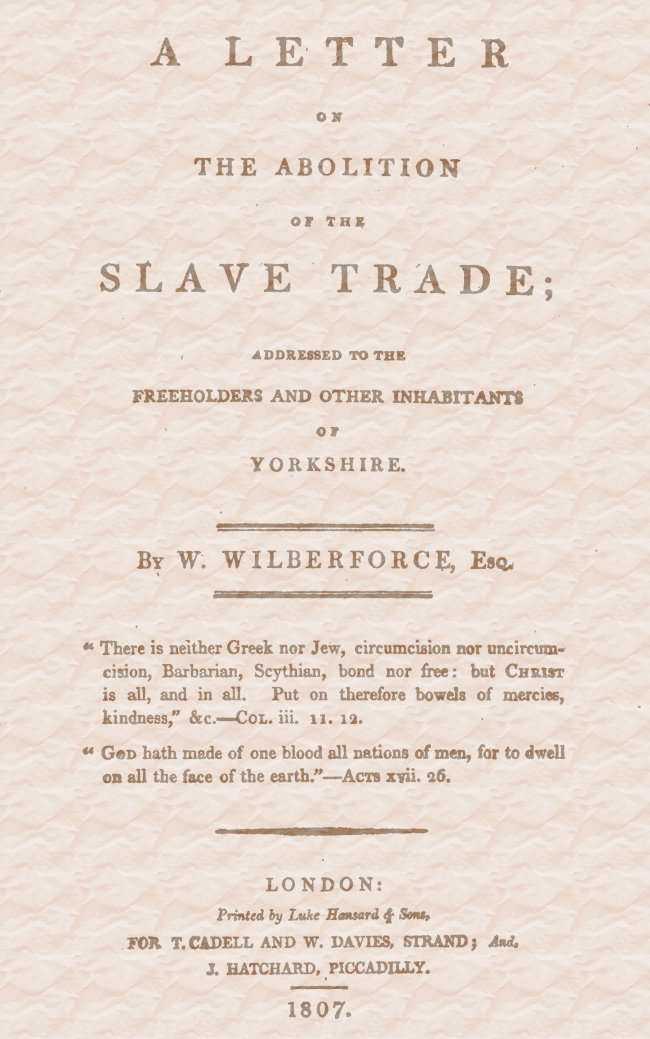 A LETTER
ON
THE ABOLITION
OF THE
SLAVE TRADE;
ADDRESSED TO THE
FREEHOLDERS AND OTHER INHABITANTS
OF
YORKSHIRE.
By W. WILBERFORCE, Esq.
“ There is neither Greek nor Jew, circumcision nor uncircum-
cision, Barbarian, Scythian, bond nor free: but CHRIST
is all, and in all. Put on therefore bowels of mercies,
kindness,” &c.—COL. iii. 11. 12.
“ GOD hath made of one blood all nations of men, for to dwell
on all the face of the earth.”—ACTS xvii. 26.
LONDON:
Printed by Luke Hansard & Sons,
FOR T. CADELL AND W. DAVIES, STRAND; And,
J. HATCHARD, PICCADILLY.
1807.